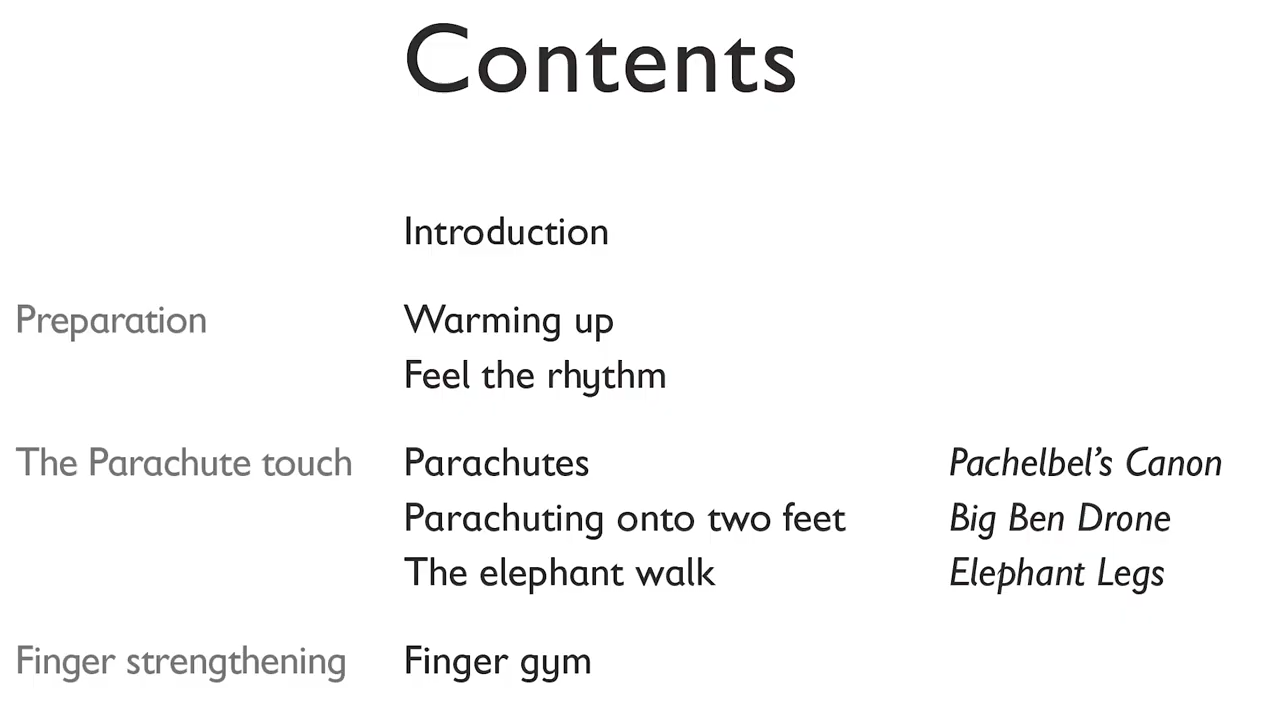 Contents
Introduction
Preparation Warming up
Feel the rhythm
The Parachute touch Parachutes Pachelbel’s Canon
Parachuting onto two feet Big Ben Drone
The elephant walk Elephant Legs
Finger strengthening Finger gym